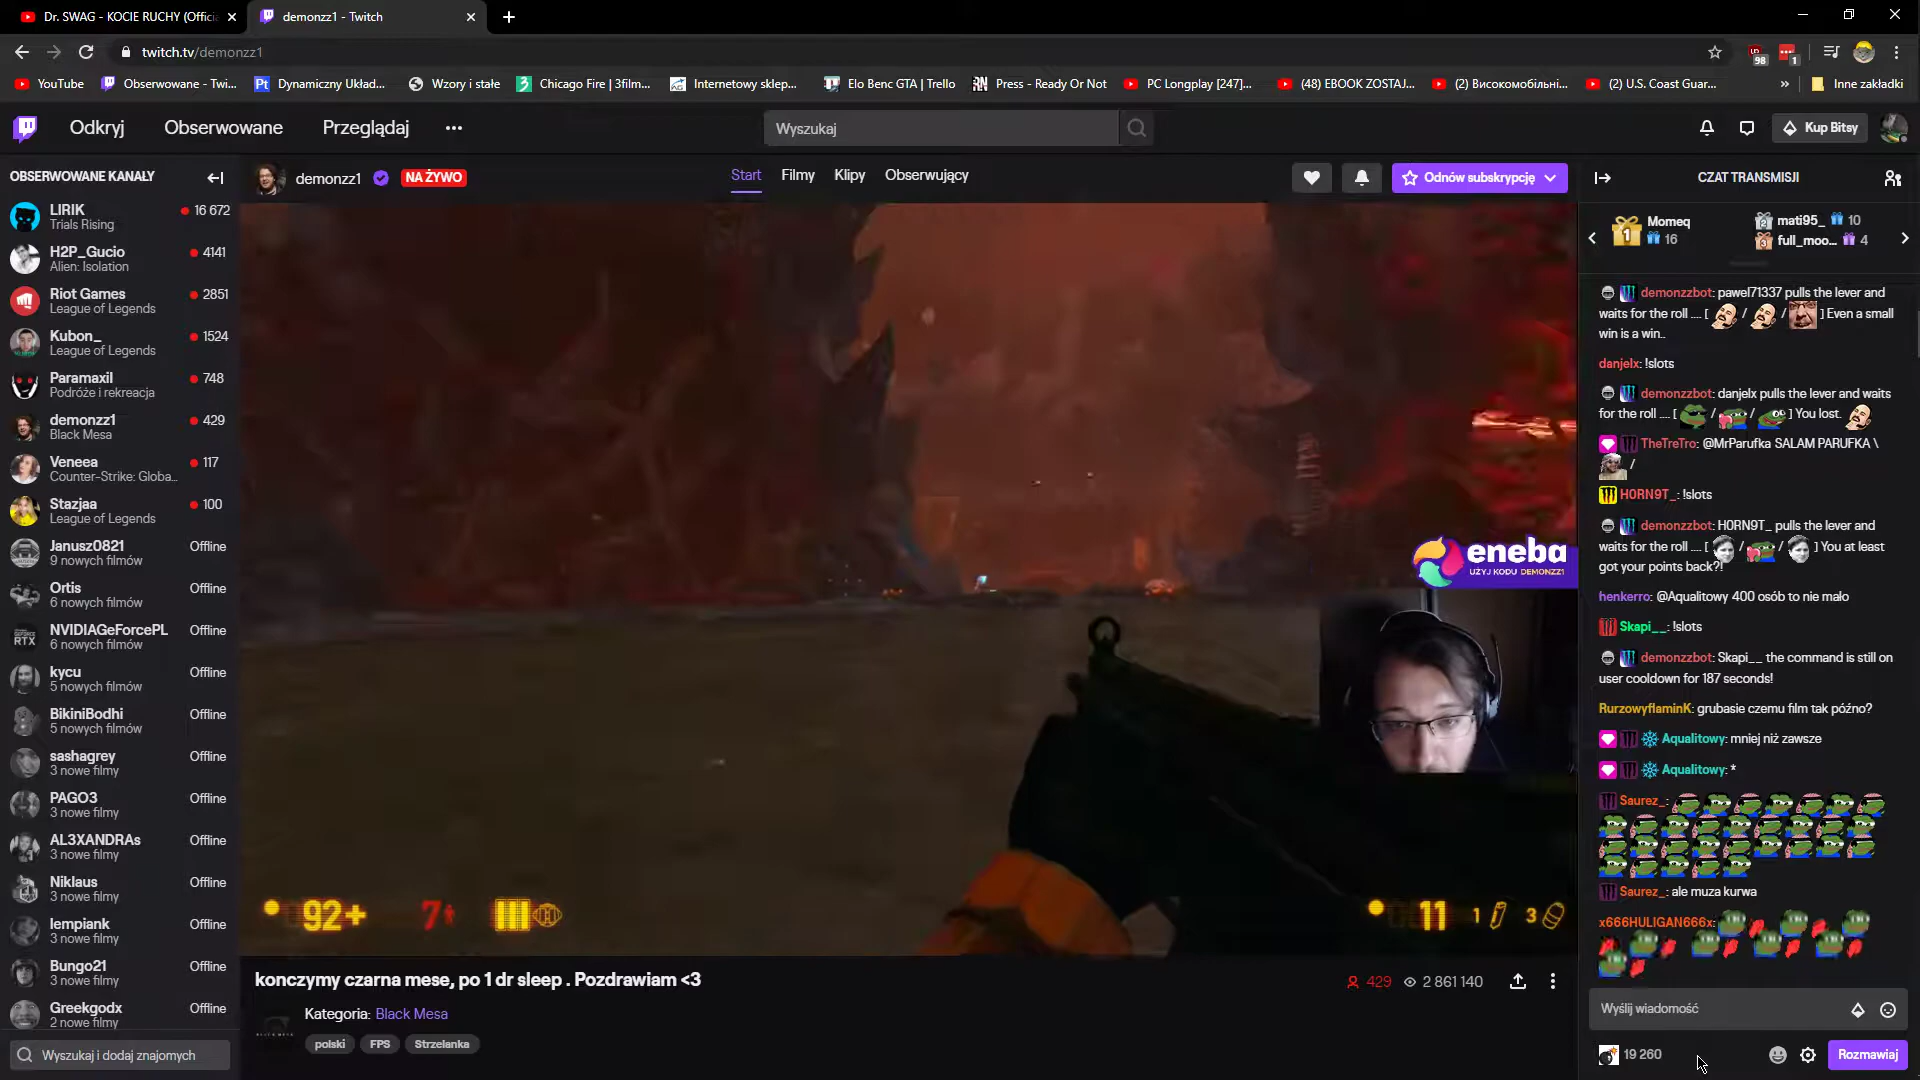 Dr. SWAG - KOCIE RUCHY (Offici
demonzz1 - Twitch
twitch.tv/demonzz1
98
1
YouTube
Obserwowane - Twi...
Dynamiczny Układ...
Wzory i stałe
Chicago Fire | 3film...
Internetowy sklep...
Elo Benc GTA | Trello
Press - Ready Or Not
PC Longplay [247]...
(48) EBOOK ZOSTAJ...
(2) Високомобільні...
(2) U.S. Coast Guar...
»
Inne zakładki
Odkryj
Obserwowane
Przeglądaj
Wyszukaj
Kup Bitsy
OBSERWOWANE KANAŁY
LIRIK
16 672
Trials Rising
H2P_Gucio
4141
Alien: Isolation
Riot Games
2851
League of Legends
Kubon_
1524
League of Legends
Paramaxil
748
Podróże i rekreacja
demonzz1
429
Black Mesa
Veneea
117
Counter-Strike: Globa...
Stazjaa
100
League of Legends
Janusz0821
Offline
9 nowych filmów
Ortis
Offline
6 nowych filmów
NVIDIAGeForcePL
Offline
6 nowych filmów
kycu
Offline
5 nowych filmów
BikiniBodhi
Offline
5 nowych filmów
sashagrey
Offline
3 nowe filmy
PAGO3
Offline
3 nowe filmy
AL3XANDRAs
Offline
3 nowe filmy
Niklaus
Offline
3 nowe filmy
lempiank
Offline
3 nowe filmy
Bungo21
Offline
3 nowe filmy
Greekgodx
Offline
2 nowe filmy
Wyszukaj i dodaj znajomych
demonzz1
NA ŻYWO
Start
Filmy
Klipy
Obserwujący
Odnów subskrypcję
eneba
UŻYJ KODU DEMONZZ1
92+
7
11
1
3
konczymy czarna mese, po 1 dr sleep . Pozdrawiam <3
429
2 861 140
Kategoria: Black Mesa
polski
FPS
Strzelanka
CZAT TRANSMISJI
1
Momeq
16
mati95_ 10
full_moo... 4
demonzzbot: pawel71337 pulls the lever and
waits for the roll .... [ / / ] Even a small
win is a win..
danjelx: !slots
demonzzbot: danjelx pulls the lever and waits
for the roll .... [ / / ] You lost.
TheTreTro: @MrParufka SALAM PARUFKA \
/
H0RN9T_: !slots
demonzzbot: H0RN9T_ pulls the lever and
waits for the roll .... [ / / ] You at least
got your points back?!
henkerro: @Aqualitowy 400 osób to nie mało
Skapi__: !slots
demonzzbot: Skapi__ the command is still on
user cooldown for 187 seconds!
RurzowyflaminK: grubasie czemu film tak późno?
Aqualitowy: mniej niż zawsze
Aqualitowy: *
Saurez_:
Saurez_: ale muza kurwa
x666HULIGAN666x:
Wyślij wiadomość
19 260
Rozmawiaj